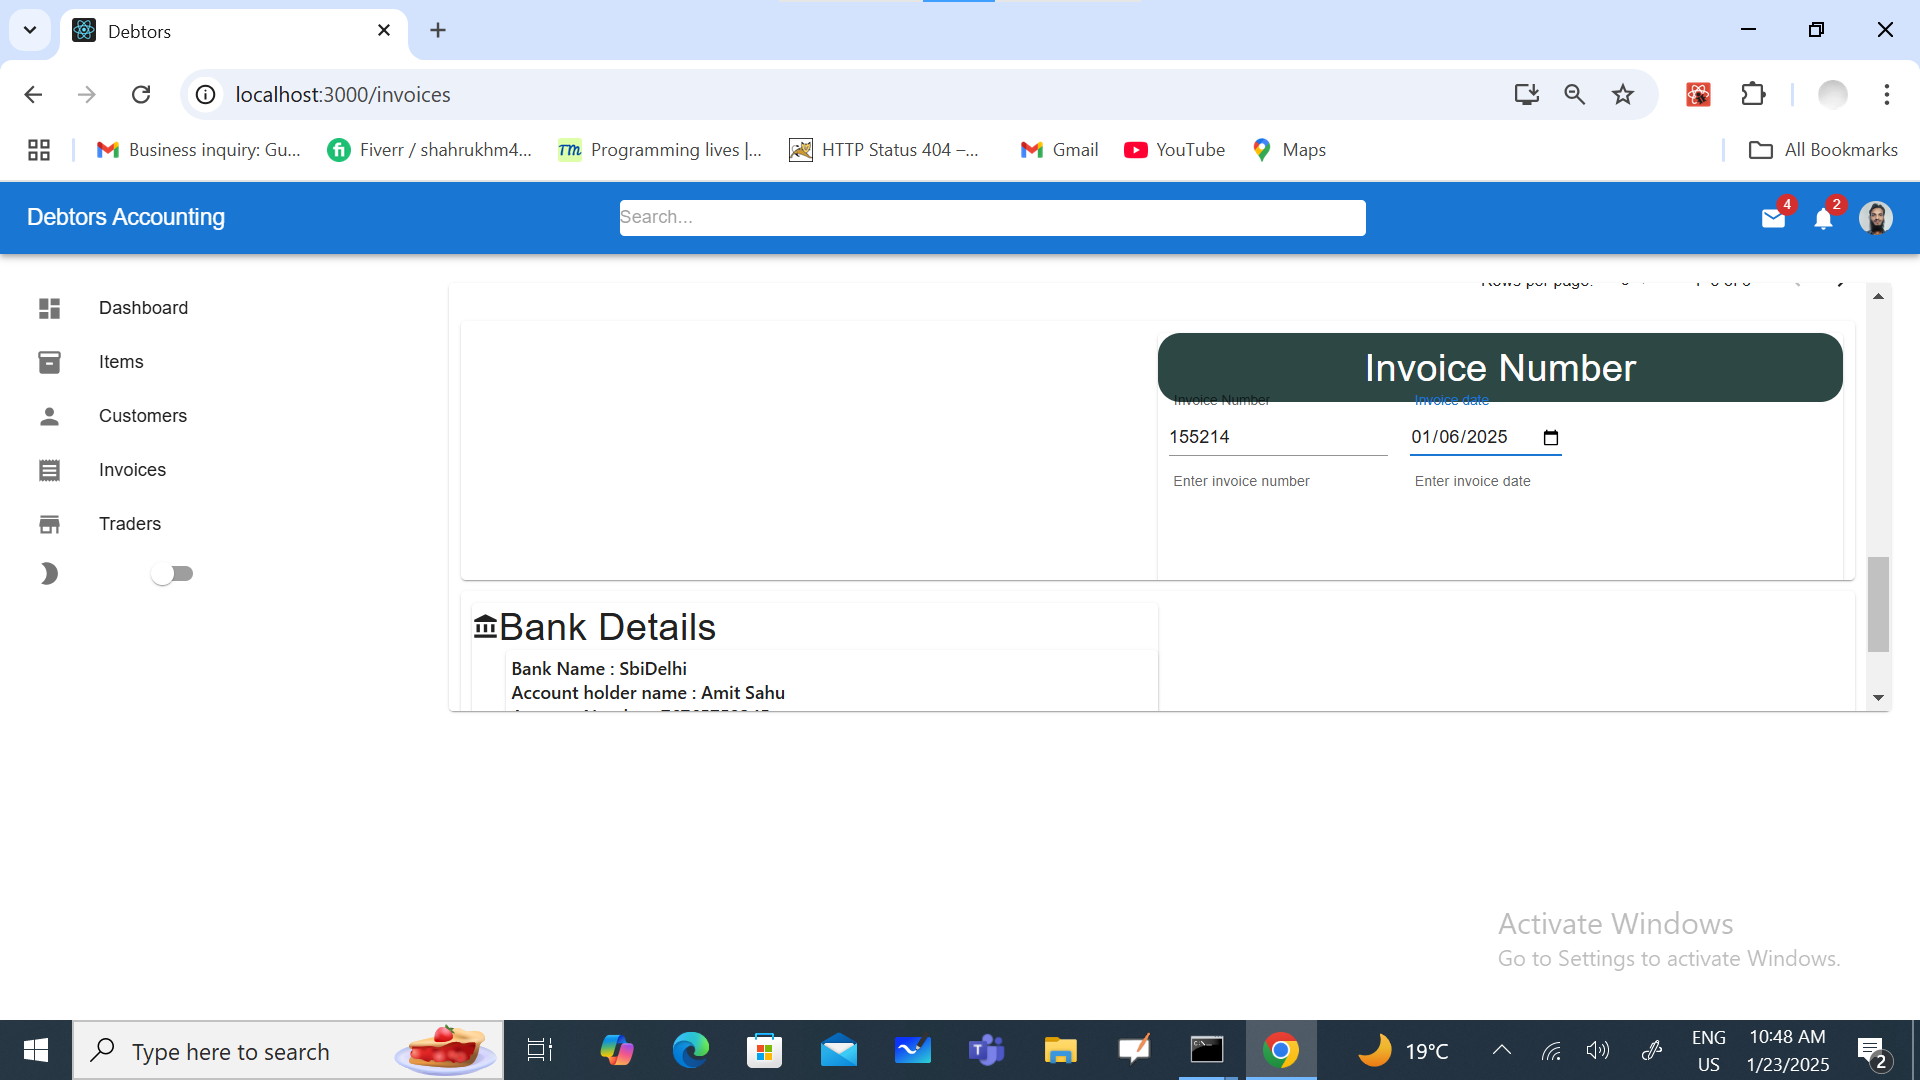 Debtors
localhost:3000/invoices
Business inquiry: Gu...
Fiverr / shahrukhm4...
TM
Programming lives |...
HTTP Status 404 –...
Gmail
YouTube
Maps
All Bookmarks
Debtors Accounting
Search...
4
2
Dashboard
Items
Customers
Invoices
Traders
Rows per page:
Invoice Number
Invoice Number
Invoice date
155214
01/06/2025
Enter invoice number
Enter invoice date
Bank Details
Bank Name : SbiDelhi
Account holder name : Amit Sahu
Activate Windows
Go to Settings to activate Windows.
Type here to search
19°C
ENG
US
10:48 AM
1/23/2025
2